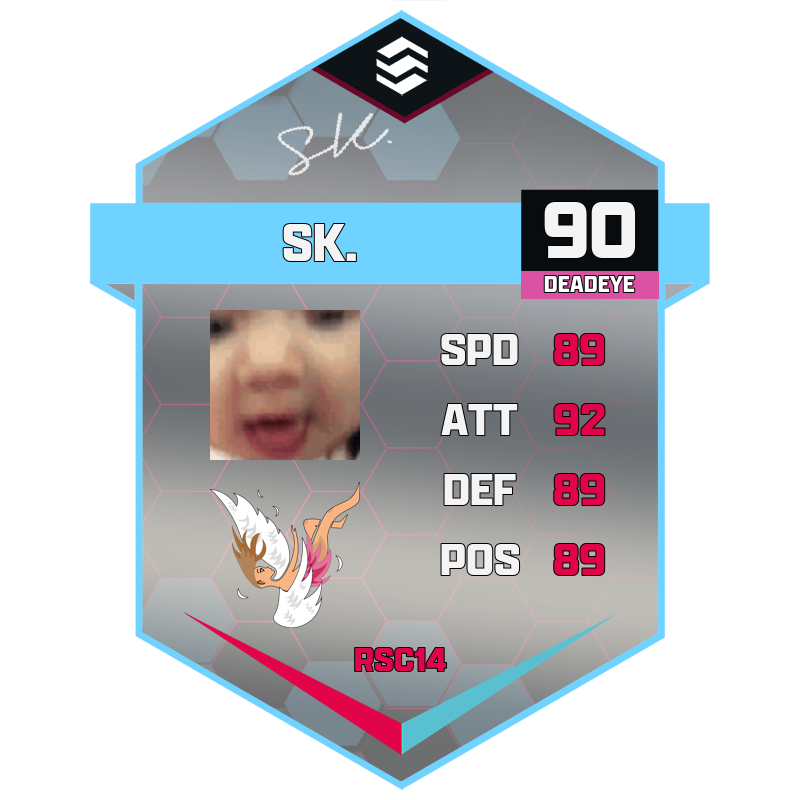 SK.
SK. 90
DEADEYE
SPD 89
ATT 92
DEF 89
POS 89
RSC14